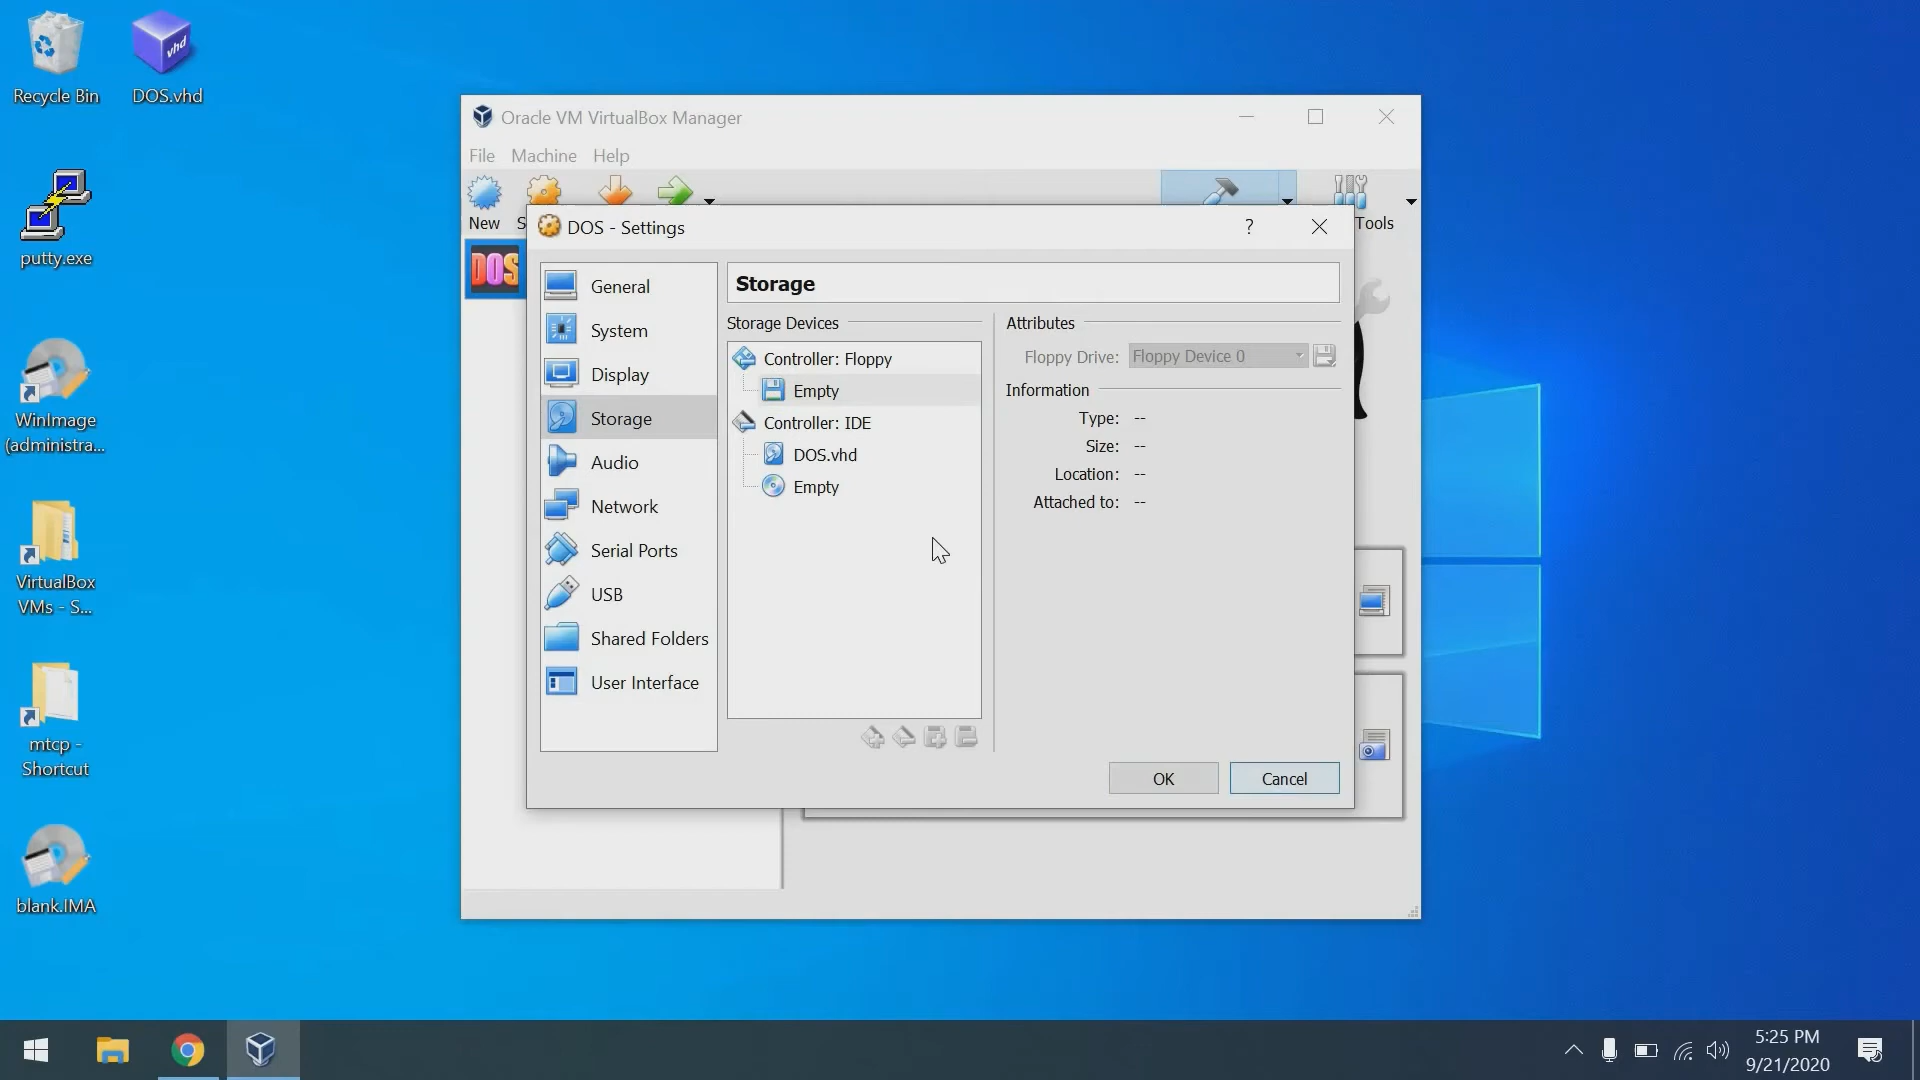 Recycle Bin
DOS.vhd
vhd
putty.exe
WinImage
(administra...
VirtualBox
VMs - S...
mtcp -
Shortcut
blank.IMA
Oracle VM VirtualBox Manager
File Machine Help
New S
Tools
DOS
DOS - Settings
?
General
System
Display
Storage
Audio
Network
Serial Ports
USB
Shared Folders
User Interface
Storage
Storage Devices
Controller: Floppy
Empty
Controller: IDE
DOS.vhd
Empty
Attributes
Floppy Drive: Floppy Device 0
Information
Type: --
Size: --
Location: --
Attached to: --
OK
Cancel
5:25 PM
9/21/2020